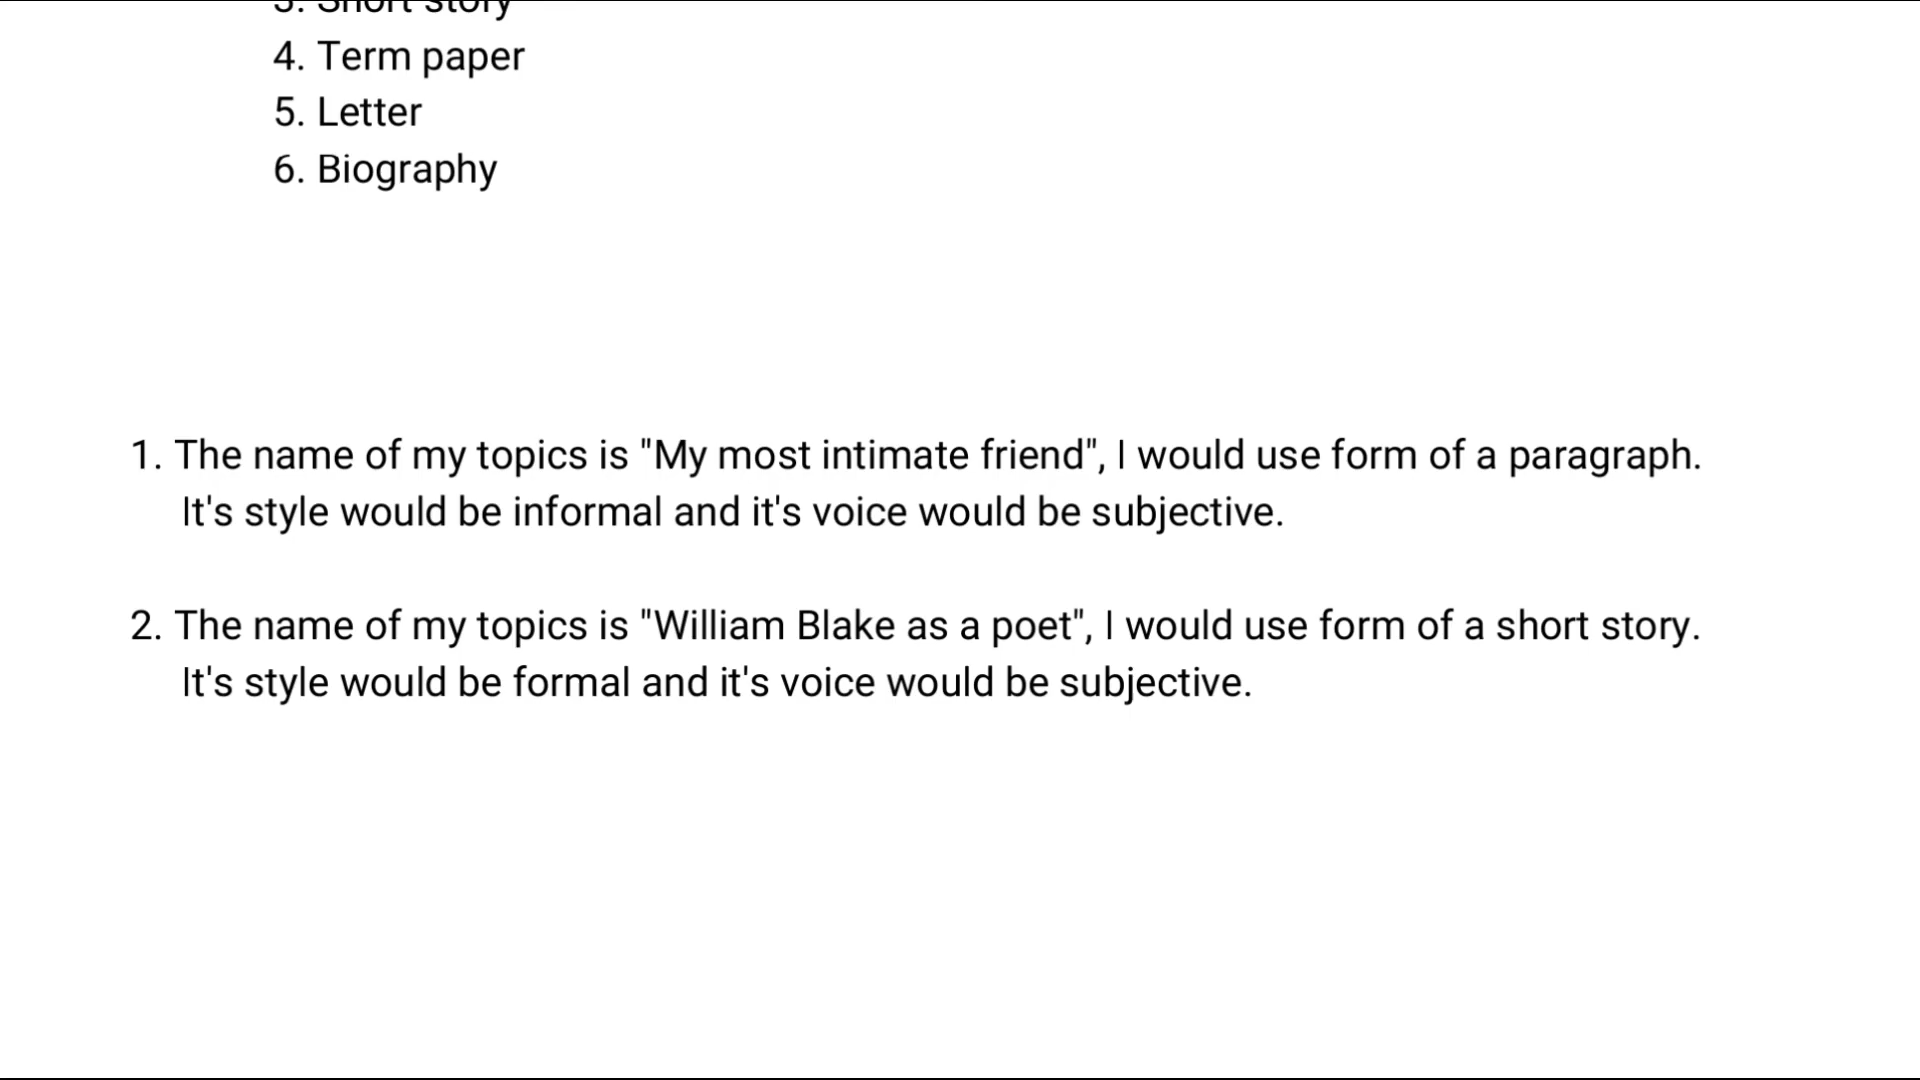 3. Short story
4. Term paper
5. Letter
6. Biography
1. The name of my topics is "My most intimate friend", I would use form of a paragraph.
It's style would be informal and it's voice would be subjective.
2. The name of my topics is "William Blake as a poet", I would use form of a short story.
It's style would be formal and it's voice would be subjective.